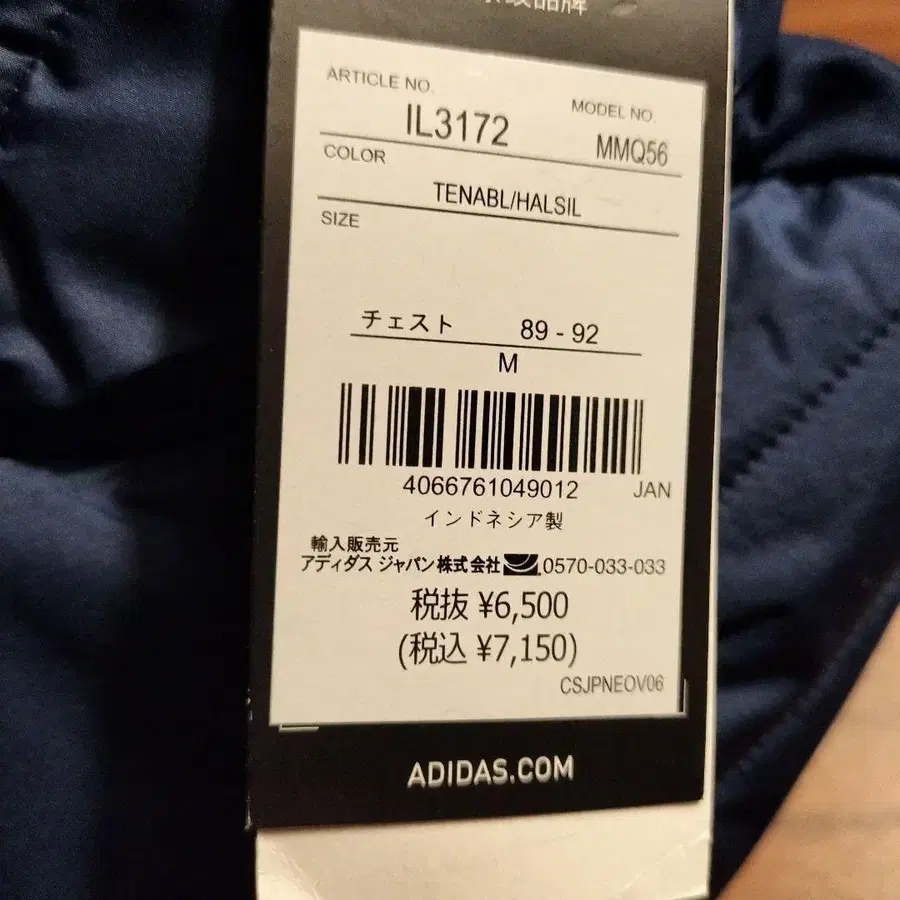 ARTICLE NO.
MODEL NO.
IL3172
MMQ56
COLOR
TENABL/HALSIL
SIZE
チェスト 89 - 92
M
4066761049012 JAN
インドネシア製
輸入販売元
アディダス ジャパン株式会社 0570-033-033
税抜 ¥6,500
(税込 ¥7,150)
CSJPNEOV06
ADIDAS.COM